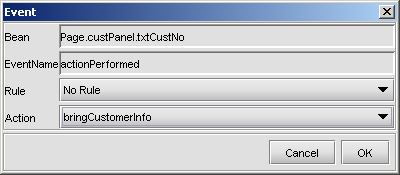 Event
Bean Page.custPanel.txtCustNo
EventName actionPerformed
Rule No Rule
Action bringCustomerInfo
Cancel OK